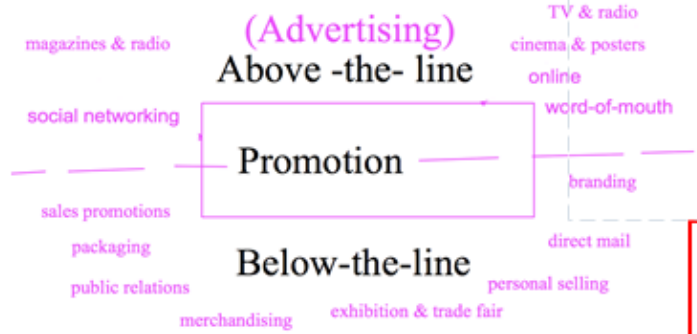 TV & radio
(Advertising)
magazines & radio
cinema & posters
Above -the- line
online
social networking
word-of-mouth
Promotion
branding
sales promotions
packaging
direct mail
Below-the-line
public relations
personal selling
exhibition & trade fair
merchandising